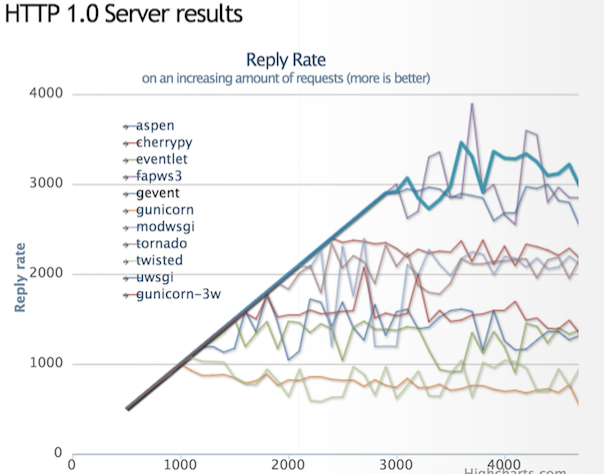 HTTP 1.0 Server results
Reply Rate
on an increasing amount of requests (more is better)
4000
aspen
cherrypy
eventlet
fapws3
3000
gevent
gunicorn
modwsgi
tornado
twisted
2000
uwsgi
gunicorn-3w
Reply rate
1000
0
0 1000 2000 3000 4000
Highcharts.com